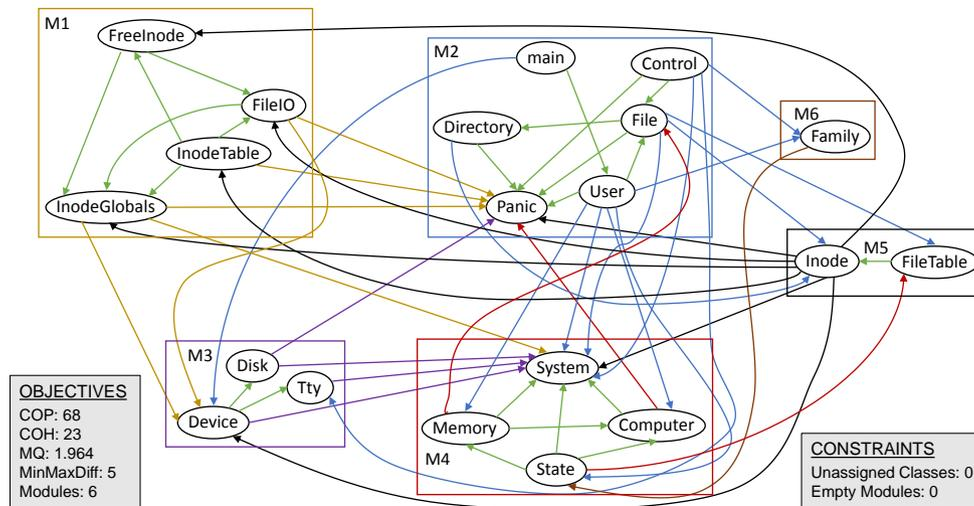 M1
FreeInode
FileIO
InodeTable
InodeGlobals
M2
main
Control
Directory
File
User
Panic
M6
Family
Inode
M5
FileTable
M3
Disk
Tty
Device
System
Memory
Computer
State
M4
OBJECTIVES
COP: 68
COH: 23
MQ: 1.964
MinMaxDiff: 5
Modules: 6
CONSTRAINTS
Unassigned Classes: 0
Empty Modules: 0